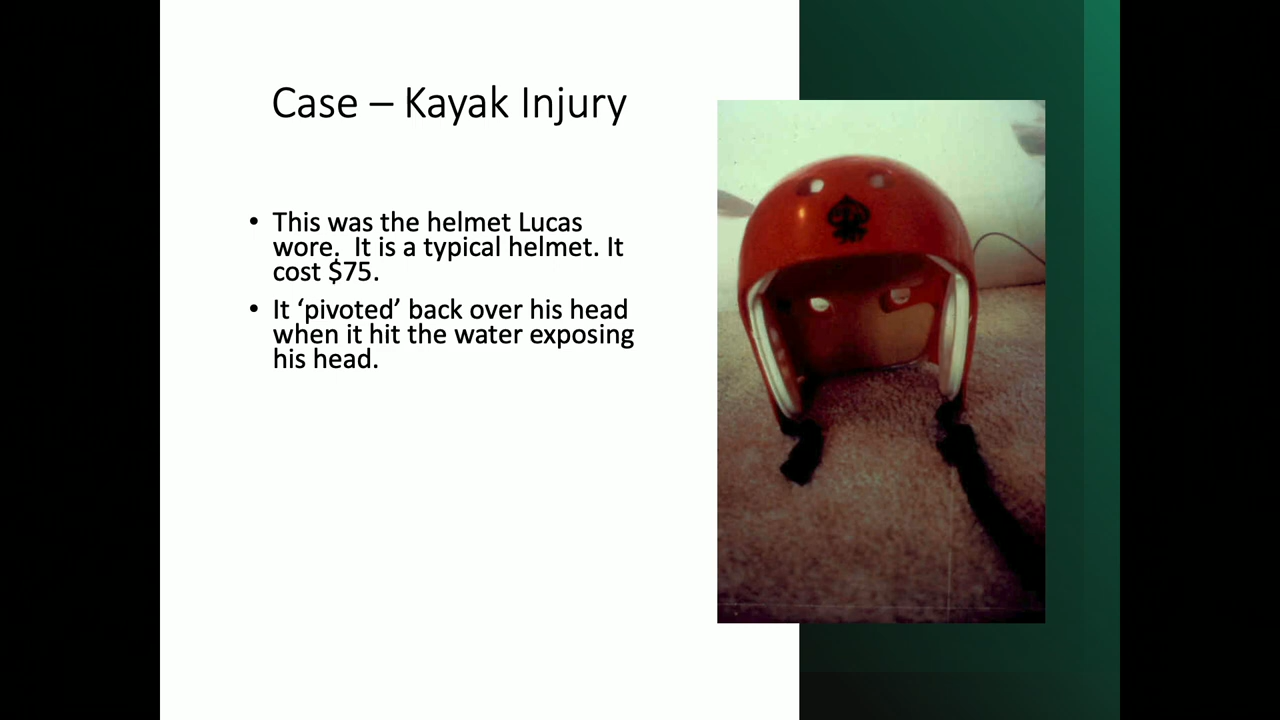 Case – Kayak Injury
• This was the helmet Lucas
wore.  It is a typical helmet. It
cost $75.
• It ‘pivoted’ back over his head
when it hit the water exposing
his head.